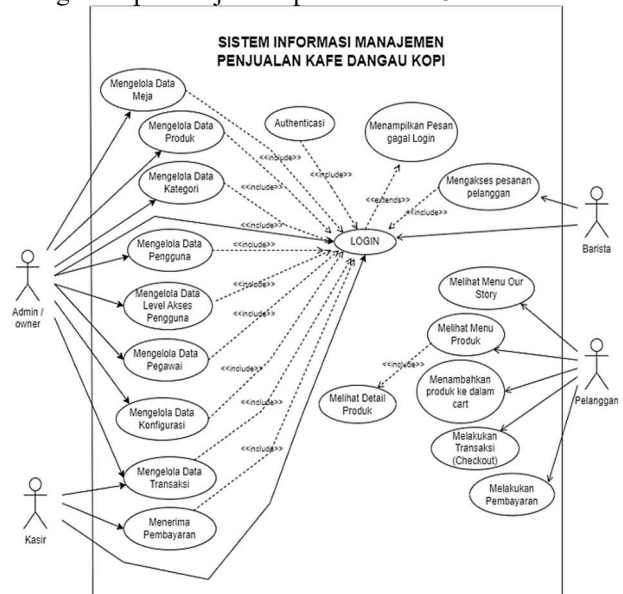 SISTEM INFORMASI MANAJEMEN
PENJUALAN KAFE DANGAU KOPI
Mengelola Data
Meja
Mengelola Data
Produk
Mengelola Data
Kategori
Mengelola Data
Pengguna
Mengelola Data
Level Akses
Pengguna
Mengelola Data
Pegawai
Mengelola Data
Konfigurasi
Mengelola Data
Transaksi
Menerima
Pembayaran
Admin /
owner
Kasir
Authenticasi
Menampilkan Pesan
gagal Login
Mengakses pesanan
pelanggan
LOGIN
<<include>>
<<include>>
<<extends>>
<<include>>
<<include>>
<<include>>
<<include>>
<<include>>
<<include>>
<<include>>
<<include>>
<<include>>
Barista
Melihat Menu Our
Story
Melihat Menu
Produk
<<include>>
Melihat Detail
Produk
Menambahkan
produk ke dalam
cart
Melakukan
Transaksi
(Checkout)
Melakukan
Pembayaran
Pelanggan